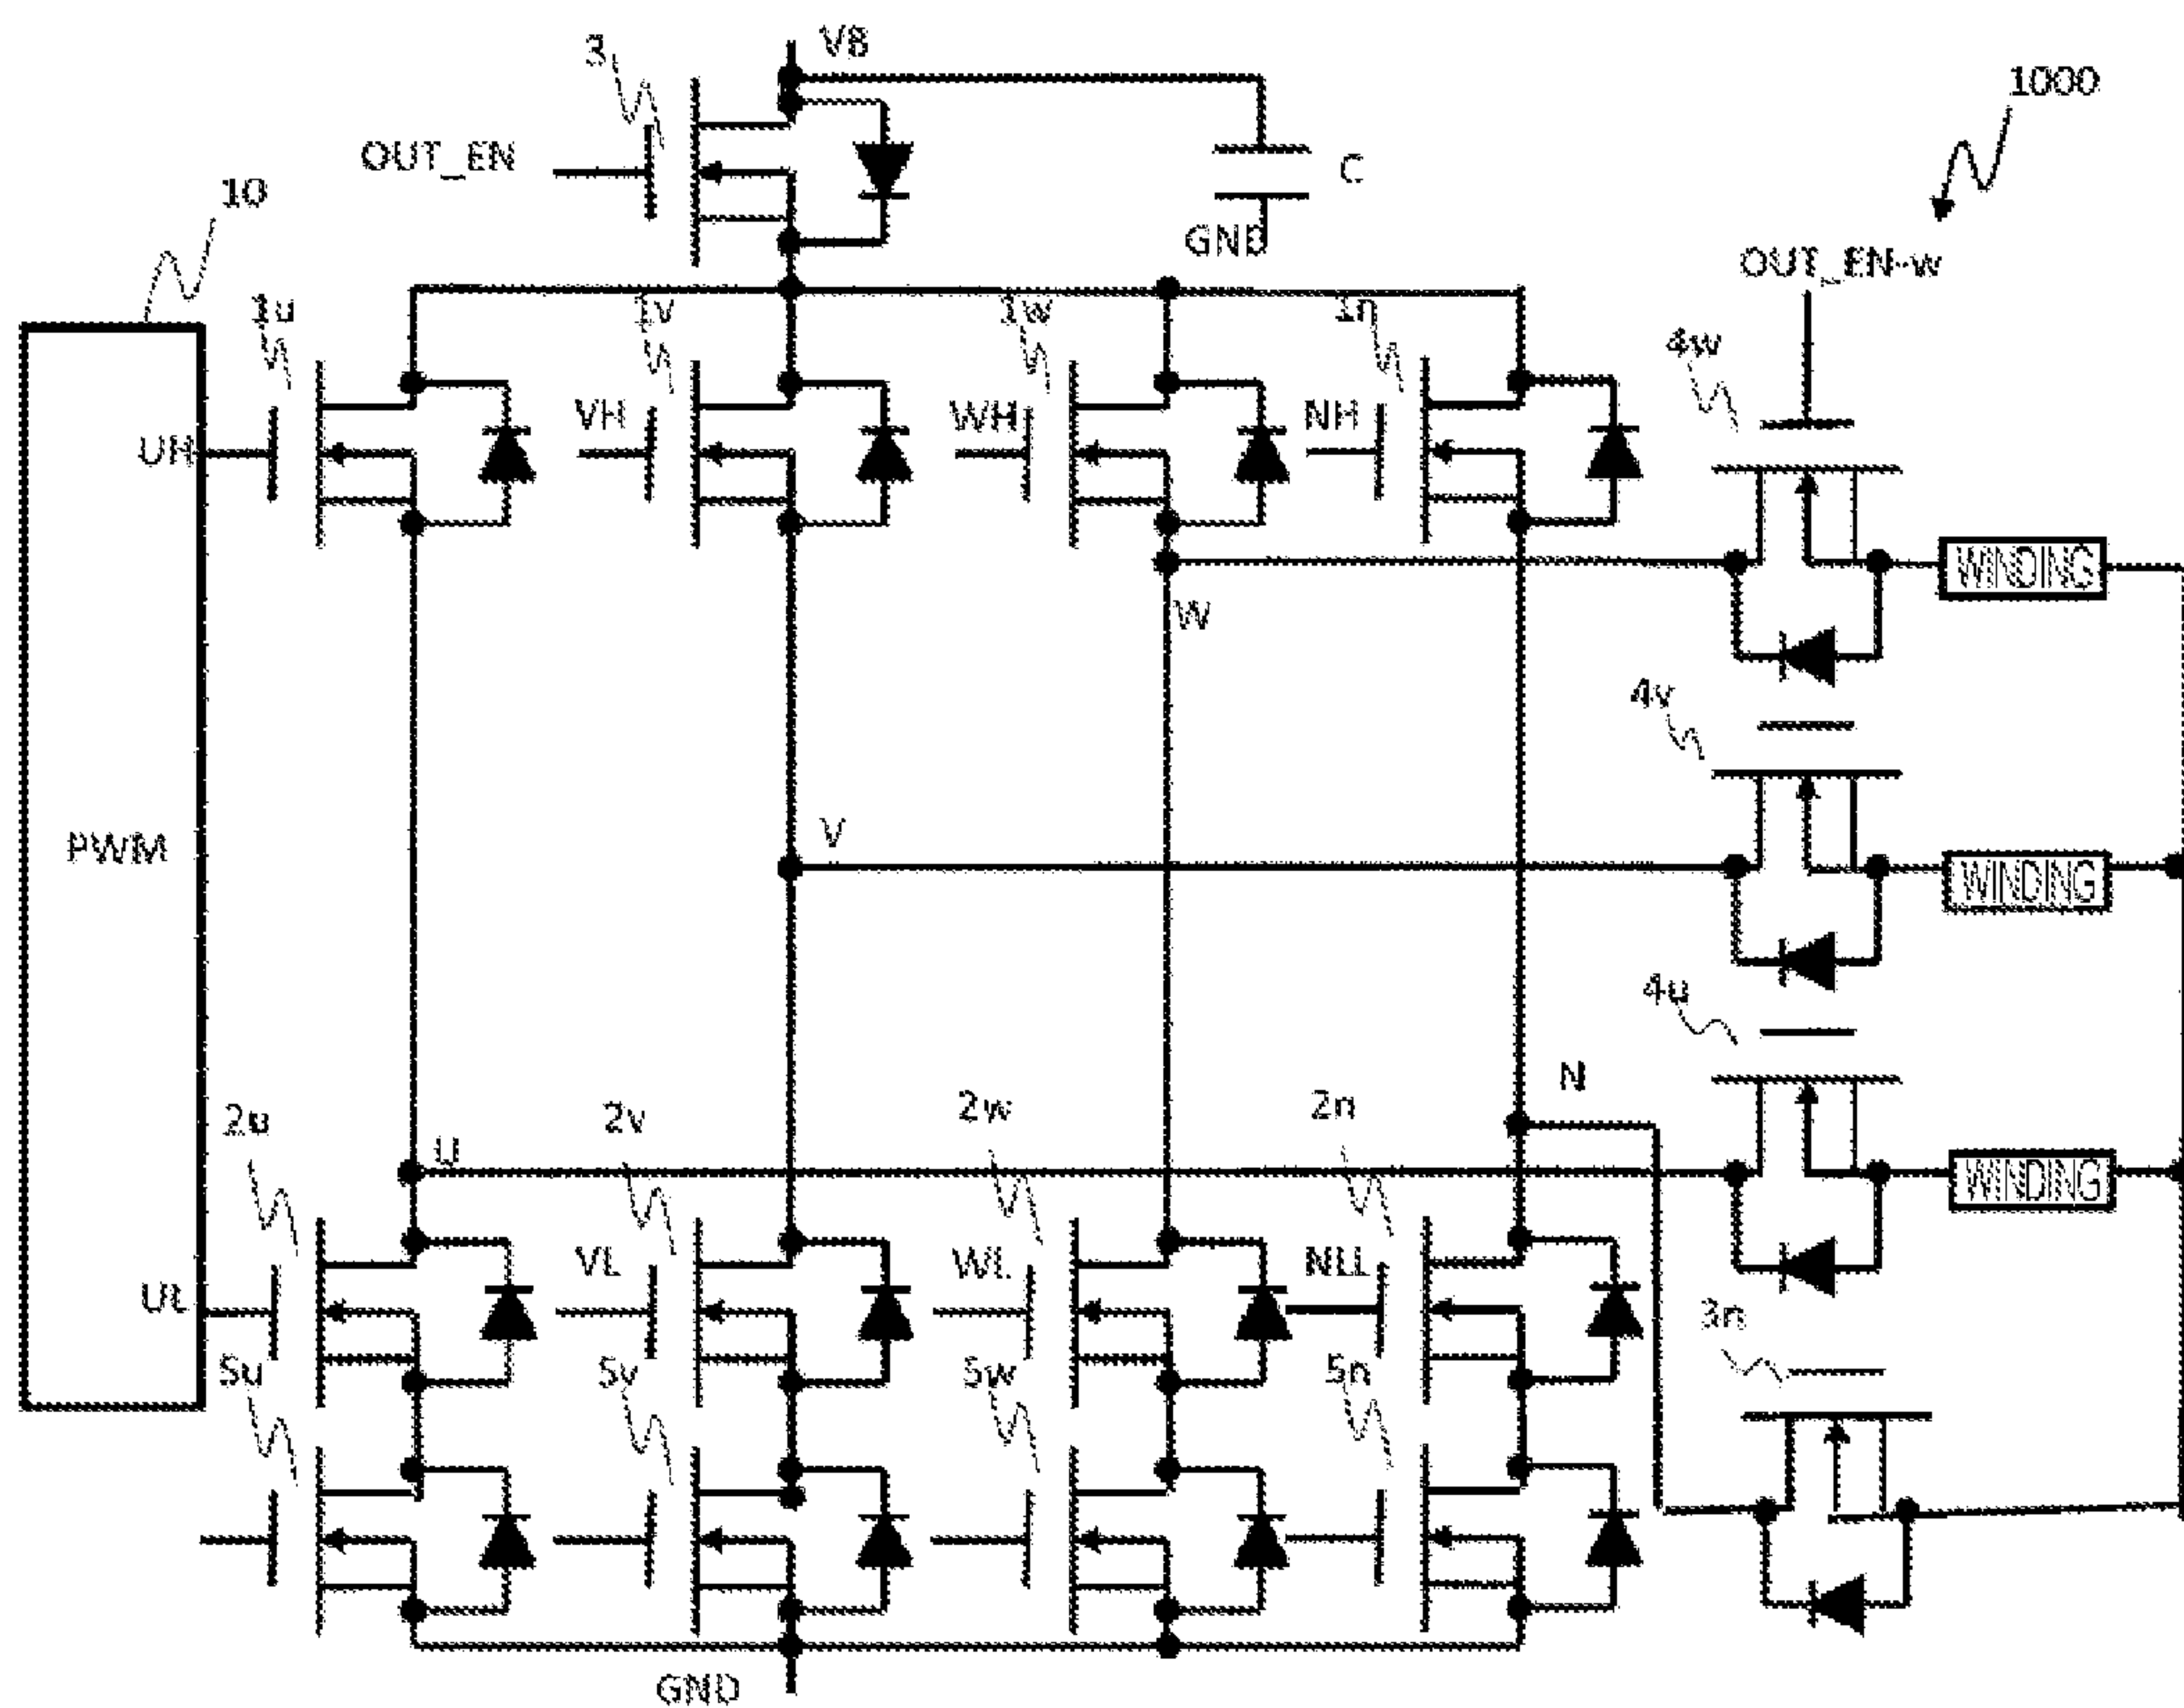 3
VB
1000
OUT_EN
C
10
GND
OUT_EN-w
1u
1v
1w
1n
4w
UH
VH
WH
NH
WINDING
W
4v
PWM
V
WINDING
4u
N
2u
2v
2w
2n
U
WINDING
UL
VL
WL
NLL
3n
5u
5v
5w
5n
GND